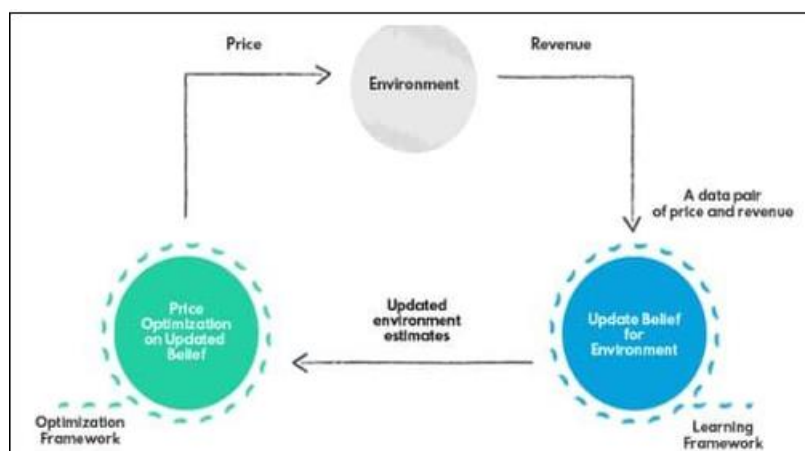 Price
Environment
Revenue
A data pair
of price and revenue
Price
Optimization
on Updated
Belief
Updated
environment
estimates
Update Belief
for
Environment
Optimization
Framework
Learning
Framework